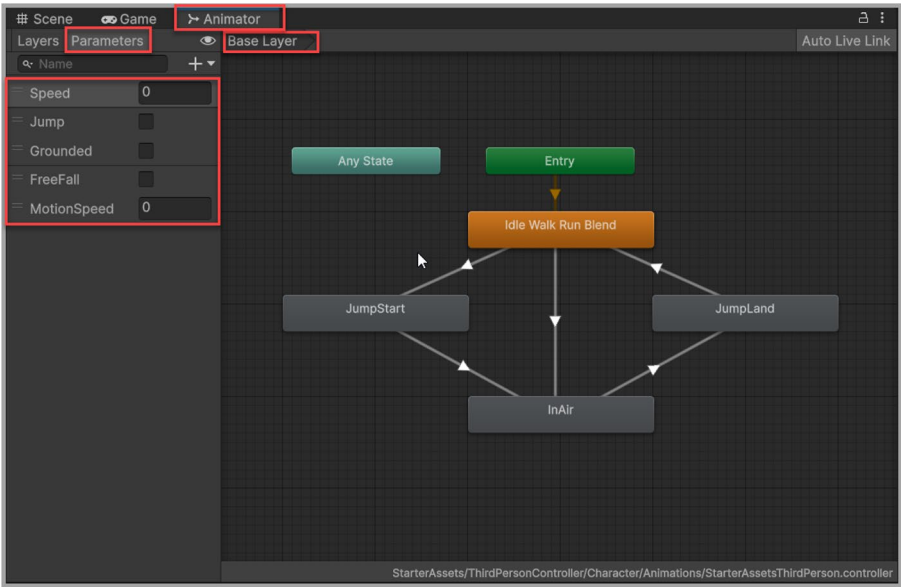 Scene Game Animator
Layers Parameters Base Layer Auto Live Link
Name
Speed 0
Jump
Grounded
FreeFall
MotionSpeed 0
Any State Entry
Idle Walk Run Blend
JumpStart JumpLand
InAir
StarterAssets/ThirdPersonController/Character/Animations/StarterAssetsThirdPerson.controller